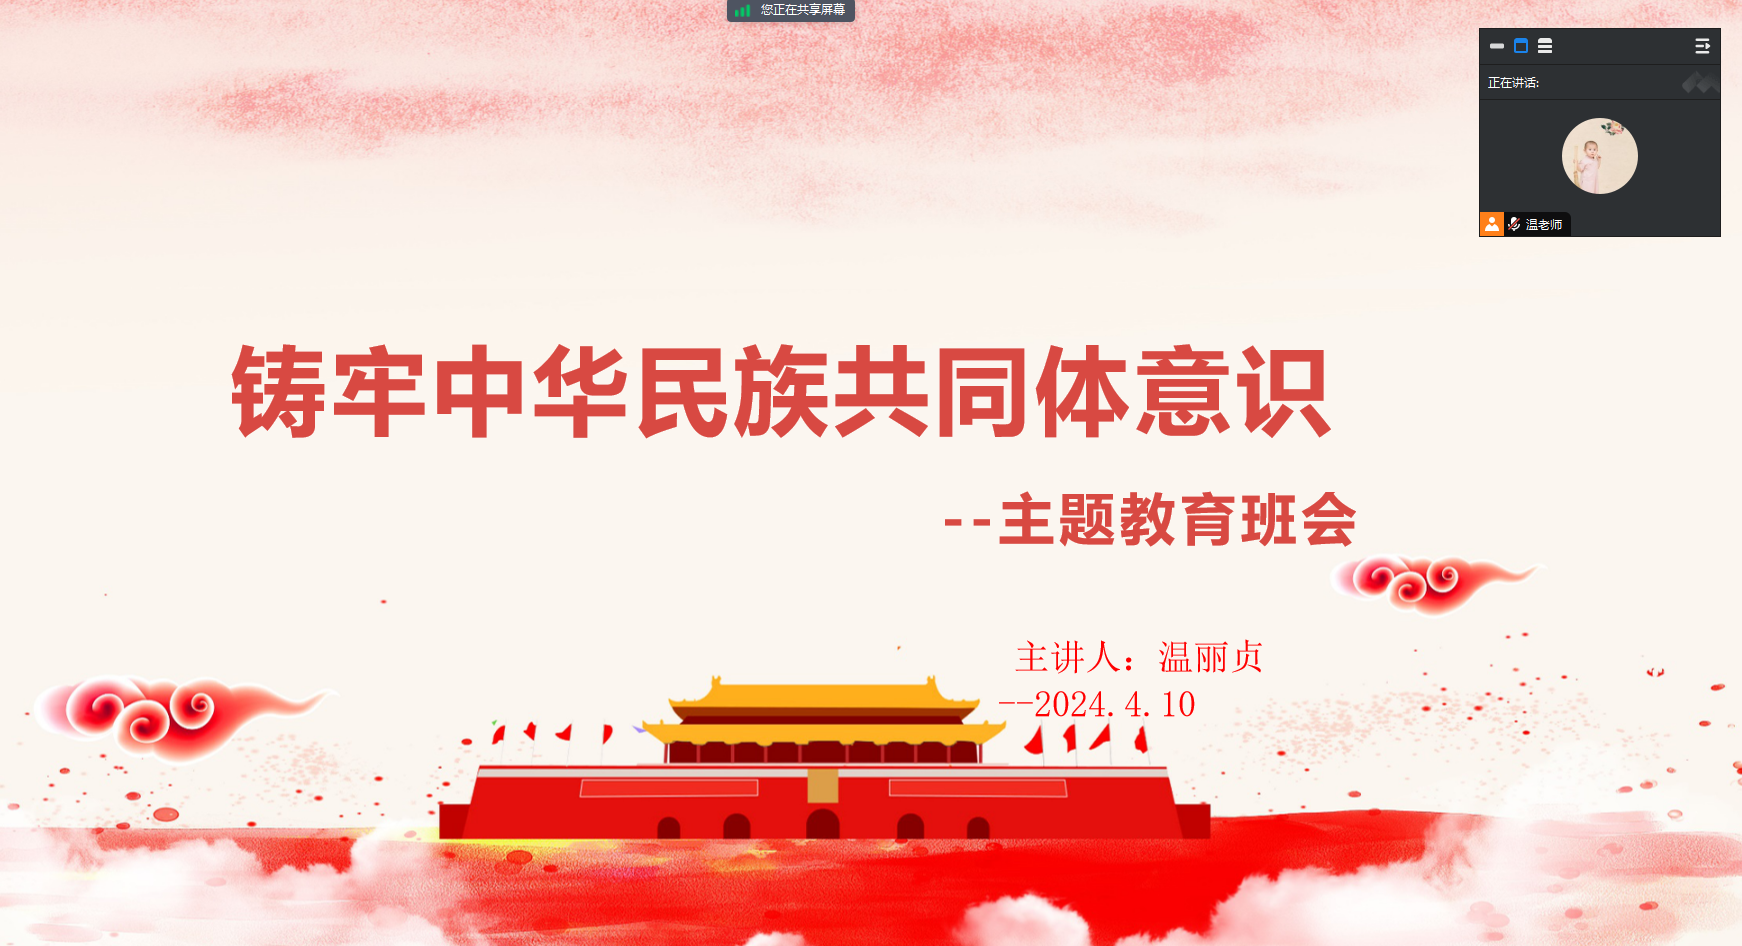 您正在共享屏幕
正在讲话:
温老师
铸牢中华民族共同体意识
--主题教育班会
主讲人：温丽贞
--2024.4.10